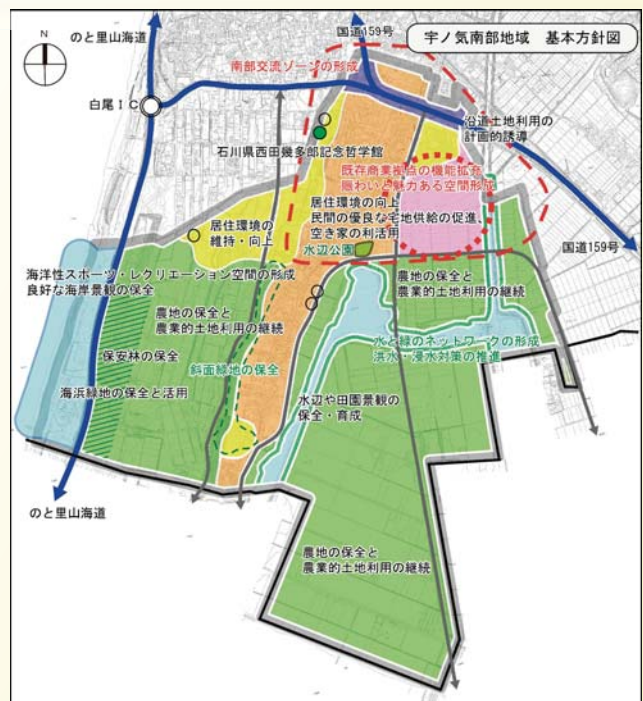 宇ノ気南部地域　基本方針図
のと里山海道
国道159号
N
南部交流ゾーンの形成
白尾ＩＣ
沿道土地利用の
計画的誘導
石川県西田幾多郎記念哲学館
既存商業拠点の機能拡充
賑わいと魅力ある空間形成
居住環境の
維持・向上
居住環境の向上
民間の優良な宅地供給の促進、
空き家の利活用
水辺公園
国道159号
海洋性スポーツ・レクリエーション空間の形成
良好な海岸景観の保全
農地の保全と
農業的土地利用の継続
農地の保全と
農業的土地利用の継続
保安林の保全
斜面緑地の保全
水と緑のネットワークの形成
洪水・浸水対策の推進
海浜緑地の保全と活用
水辺や田園景観の
保全・育成
のと里山海道
農地の保全と
農業的土地利用の継続